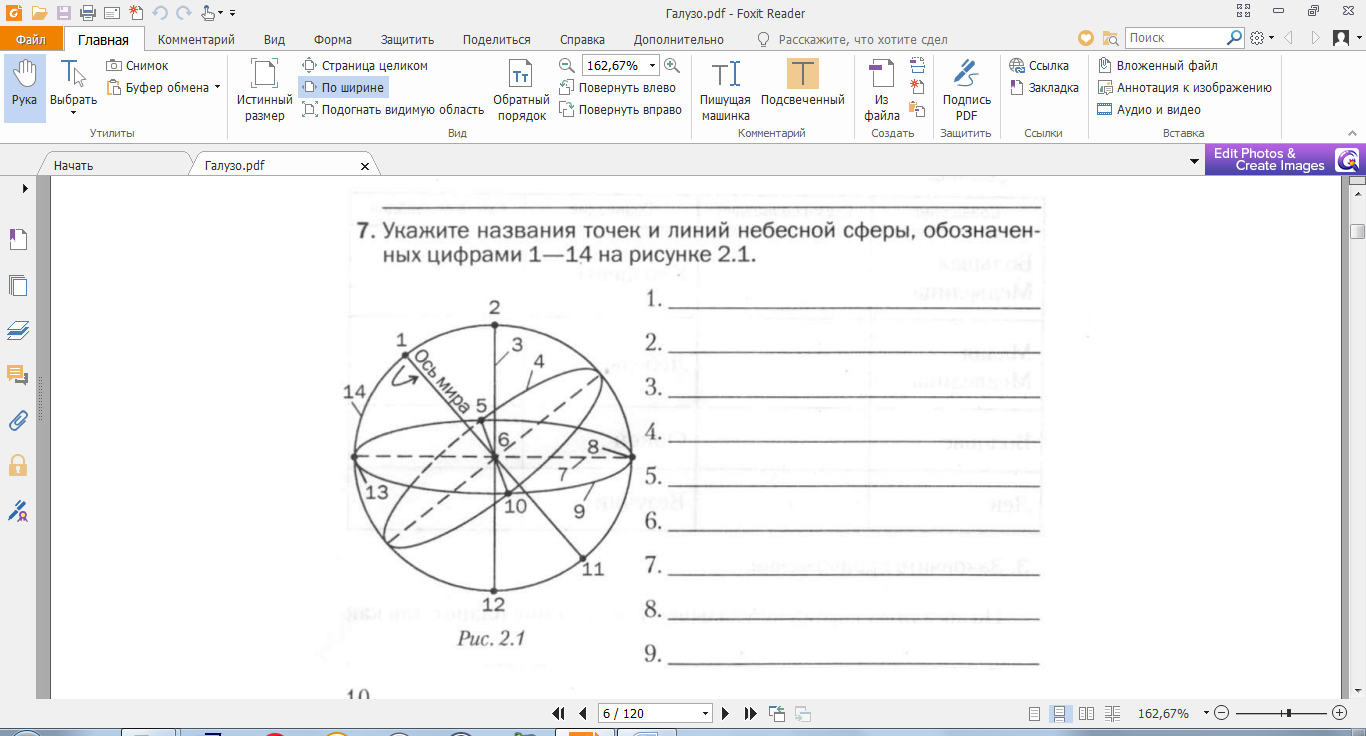 Галузо.pdf - Foxit Reader
Файл Главная Комментарий Вид Форма Защитить Поделиться Справка Дополнительно Расскажите, что хотите сдел Поиск
Рука
Выбрать
Снимок
Буфер обмена
Утилиты
Истинный размер
Страница целиком
По ширине
Подогнать видимую область
Обратный порядок
162,67%
Повернуть влево
Повернуть вправо
Вид
Пишущая машинка
Подсвеченный
Комментарий
Из файла
Создать
Подпись PDF
Защитить
Ссылка
Закладка
Ссылки
Вложенный файл
Аннотация к изображению
Аудио и видео
Вставка
Начать Галузо.pdf
Edit Photos &
Create Images
7. Укажите названия точек и линий небесной сферы, обозначен-
ных цифрами 1—14 на рисунке 2.1.
2
1
3
4
Ось мира
14
5
6
8
7
13
10
9
11
12
Рис. 2.1
1.
2.
3.
4.
5.
6.
7.
8.
9.
6 / 120
162,67%